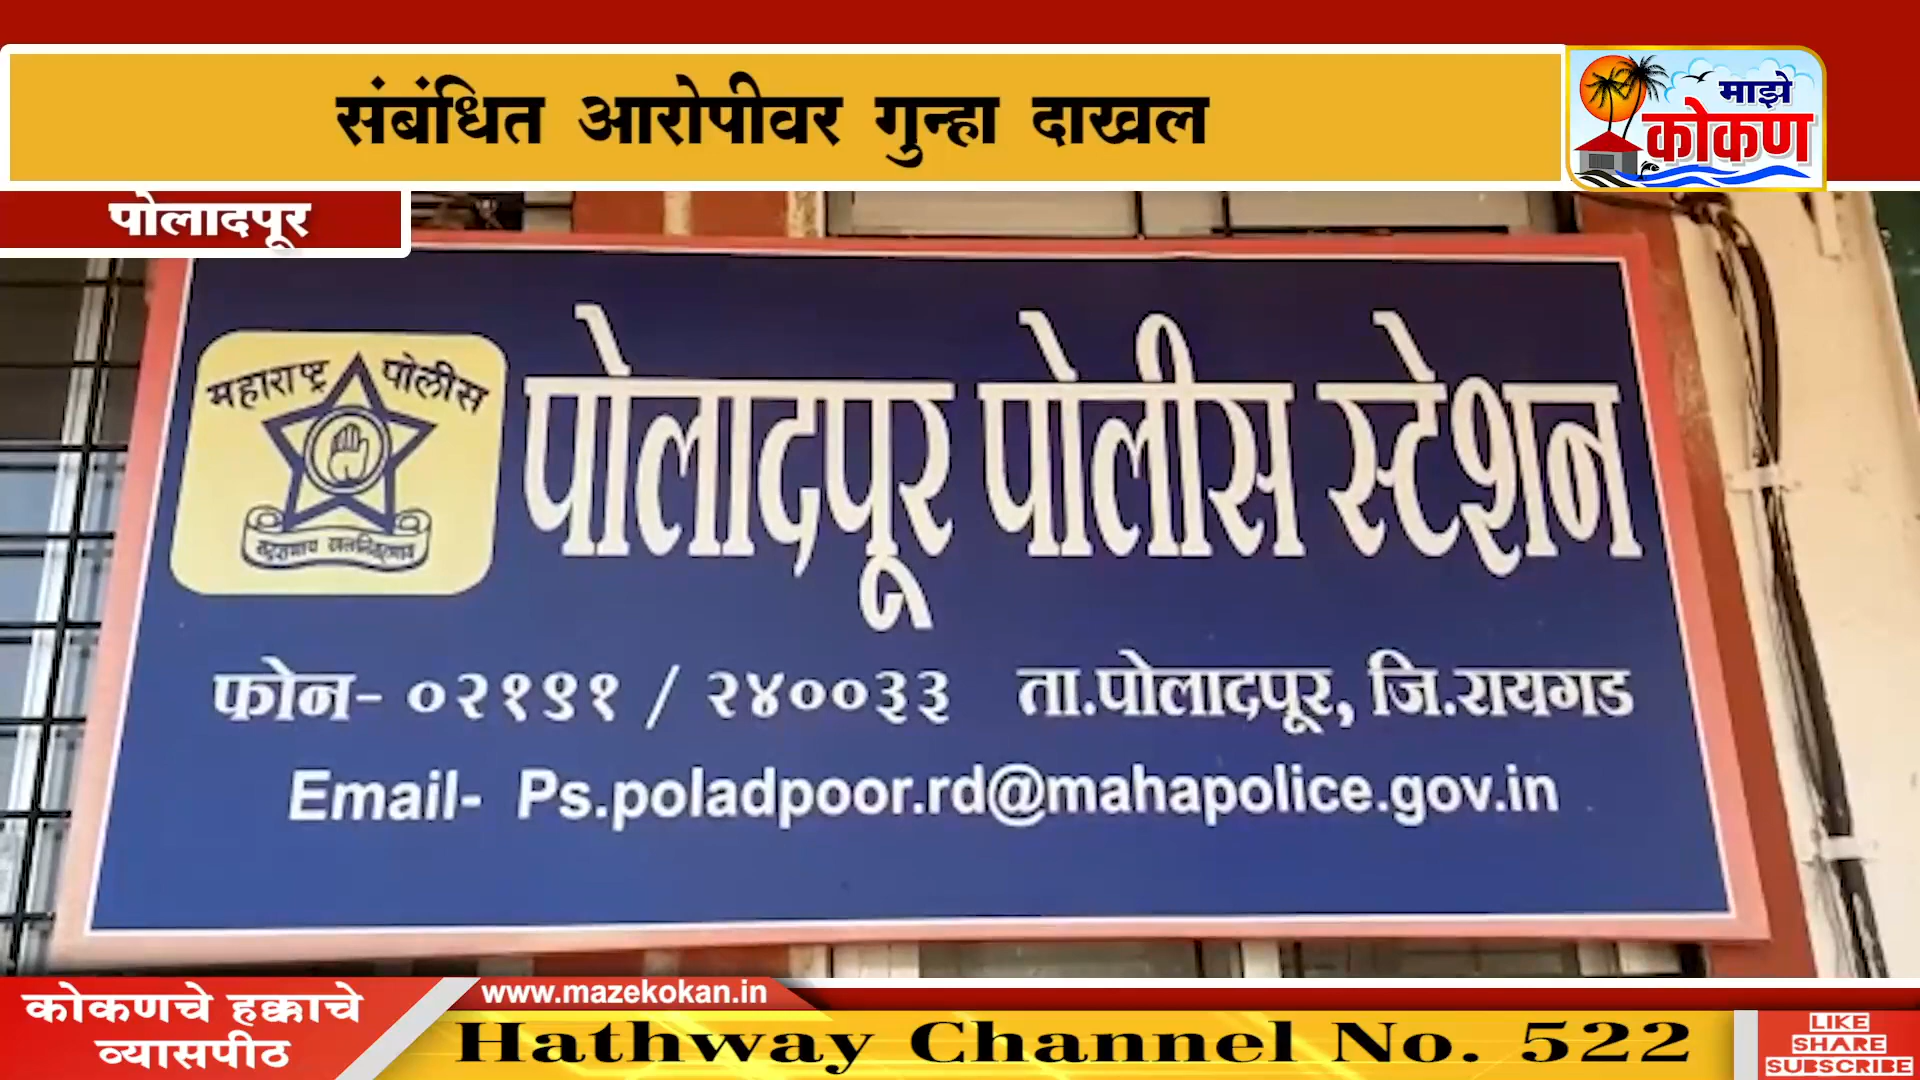 संबंधित आरोपीवर गुन्हा दाखल
माझे
कोकण
पोलादपूर
महाराष्ट्र पोलीस
पोलादपूर पोलीस स्टेशन
फोन- ०२१९१ / २४००३३ ता.पोलादपूर, जि.रायगड
Email- Ps.poladpoor.rd@mahapolice.gov.in
कोकणचे हक्काचे
व्यासपीठ
www.mazekokan.in
Hathway Channel No. 522
LIKE
SHARE
SUBSCRIBE